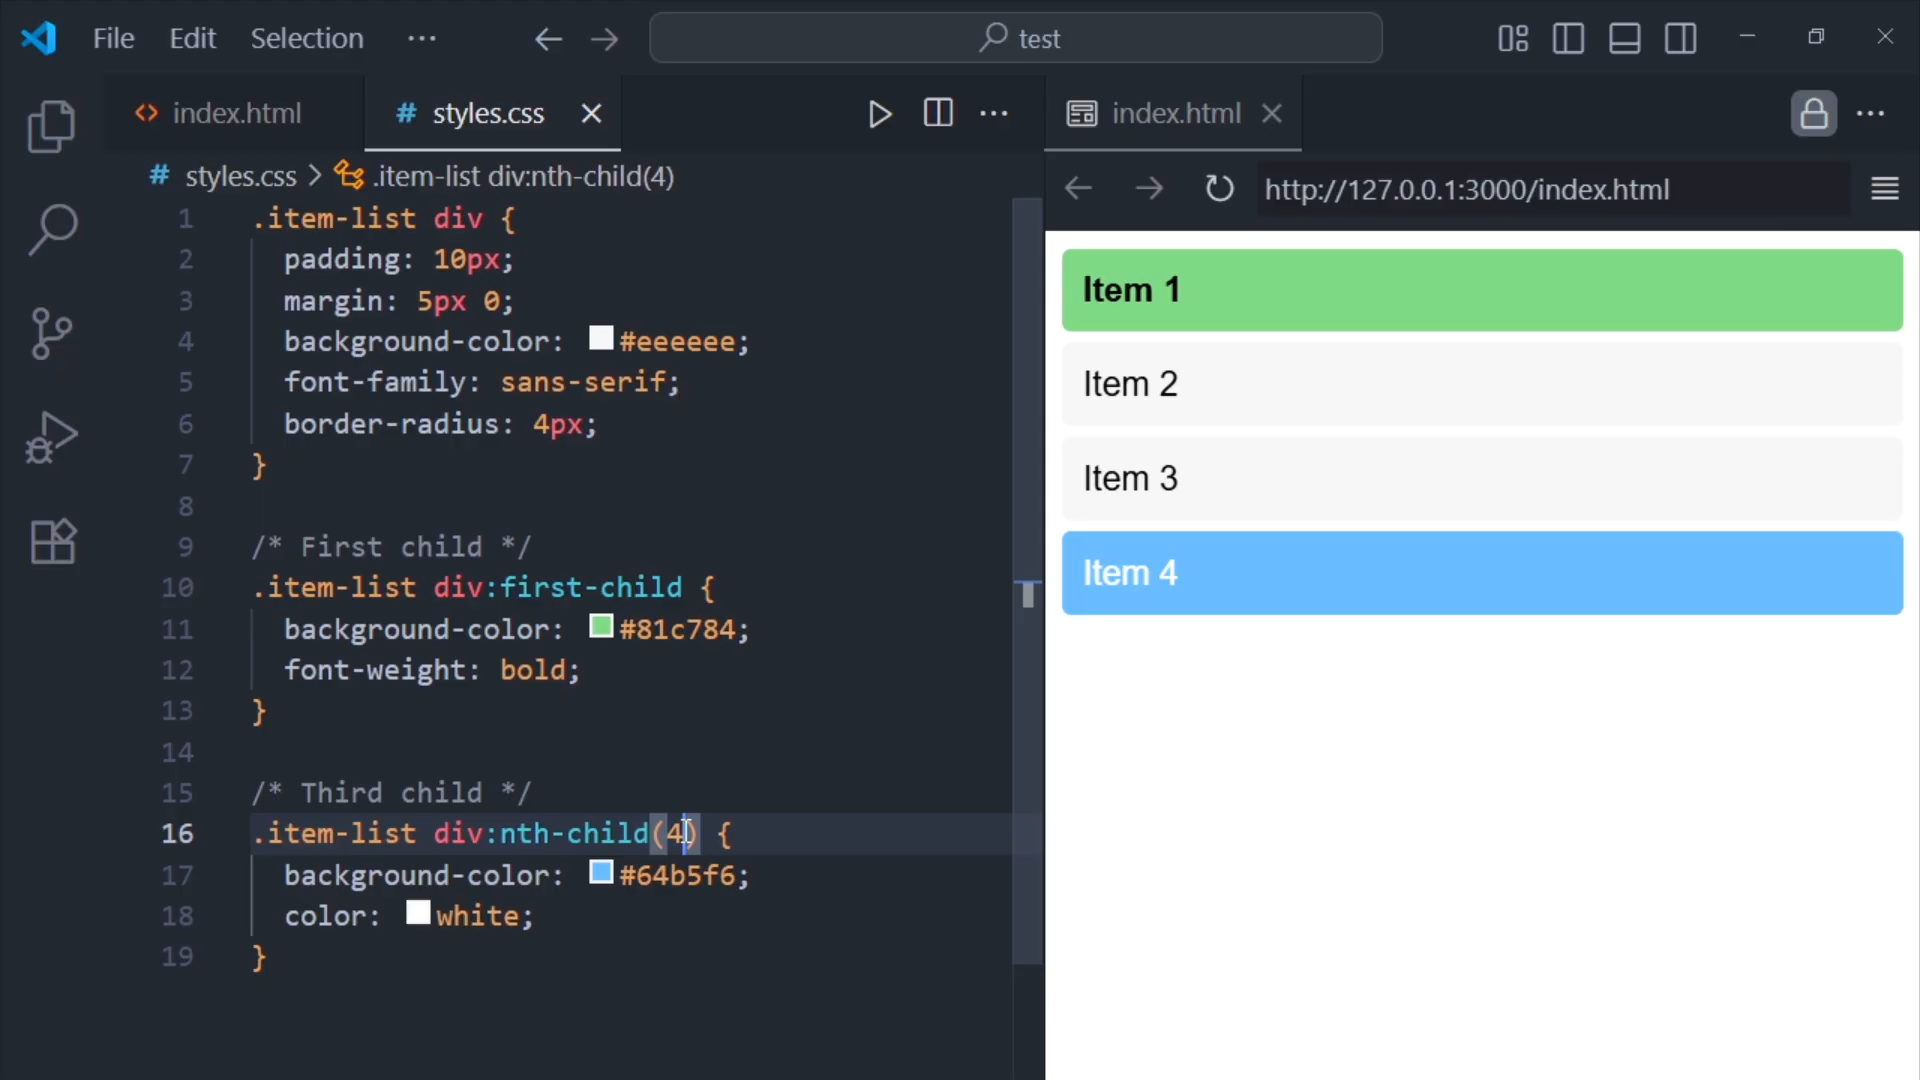 File Edit Selection ··· test
index.html styles.css index.html
# styles.css > .item-list div:nth-child(4)
http://127.0.0.1:3000/index.html
1 .item-list div {
2 padding: 10px;
3 margin: 5px 0;
4 background-color: #eeeeee;
5 font-family: sans-serif;
6 border-radius: 4px;
7 }
8
9 /* First child */
10 .item-list div:first-child {
11 background-color: #81c784;
12 font-weight: bold;
13 }
14
15 /* Third child */
16 .item-list div:nth-child(4) {
17 background-color: #64b5f6;
18 color: white;
19 }
Item 1
Item 2
Item 3
Item 4